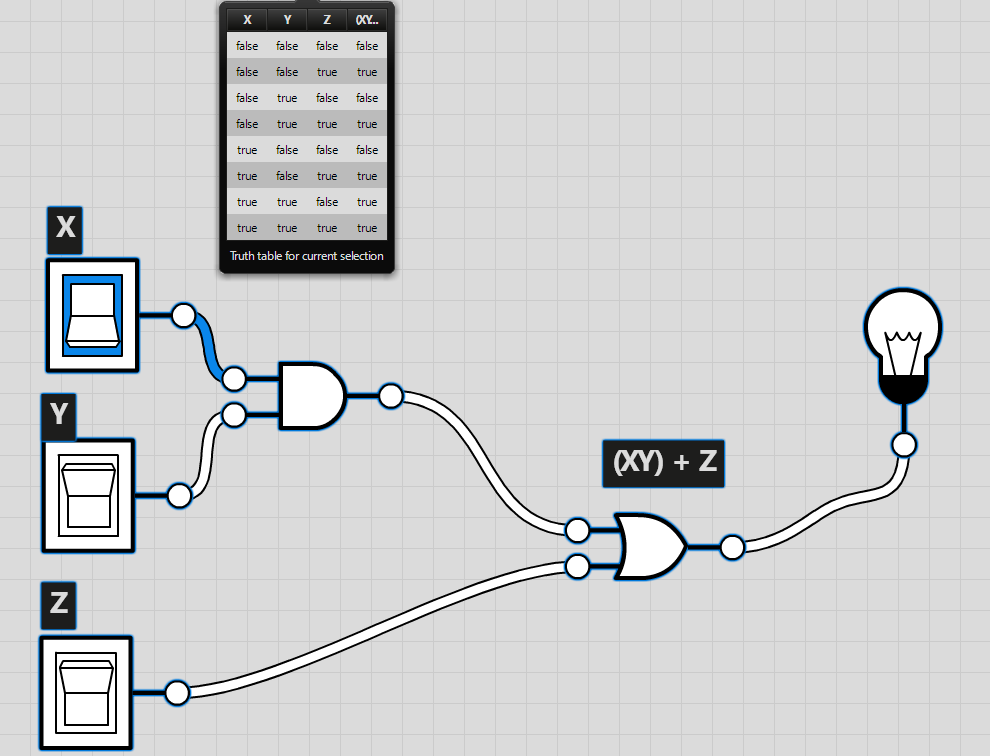 X Y Z (XY...
false false false false
false false true true
false true false false
false true true true
true false false false
true false true true
true true false true
true true true true
Truth table for current selection
X
Y
(XY) + Z
Z